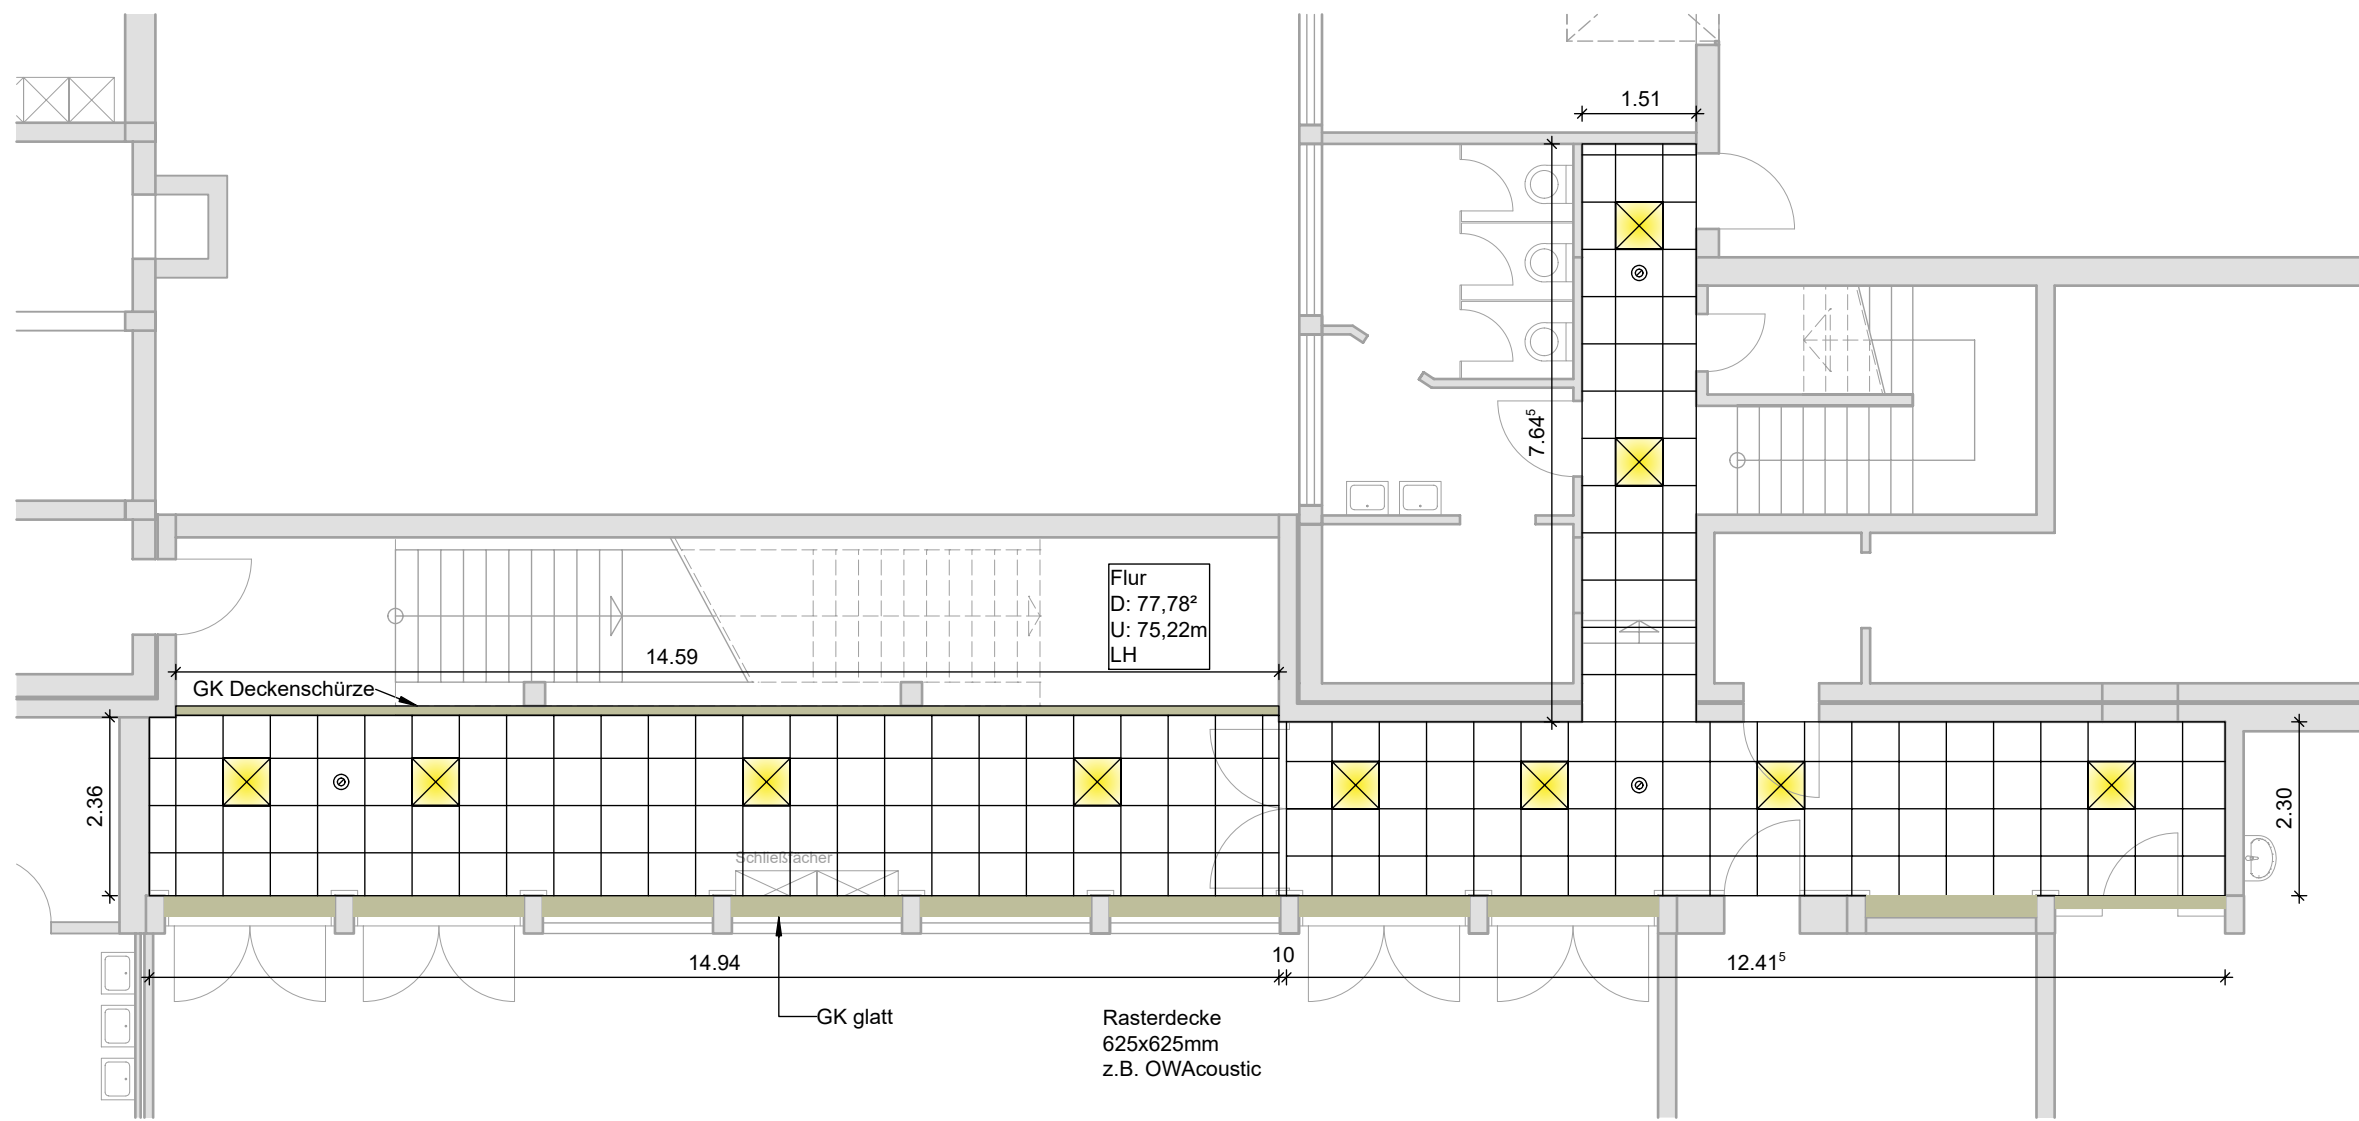 1.51
7.64⁵
Flur
D: 77,78²
U: 75,22m
LH
14.59
GK Deckenschürze
2.36
2.30
Schließfächer
14.94
10
12.41⁵
GK glatt
Rasterdecke
625x625mm
z.B. OWAcoustic